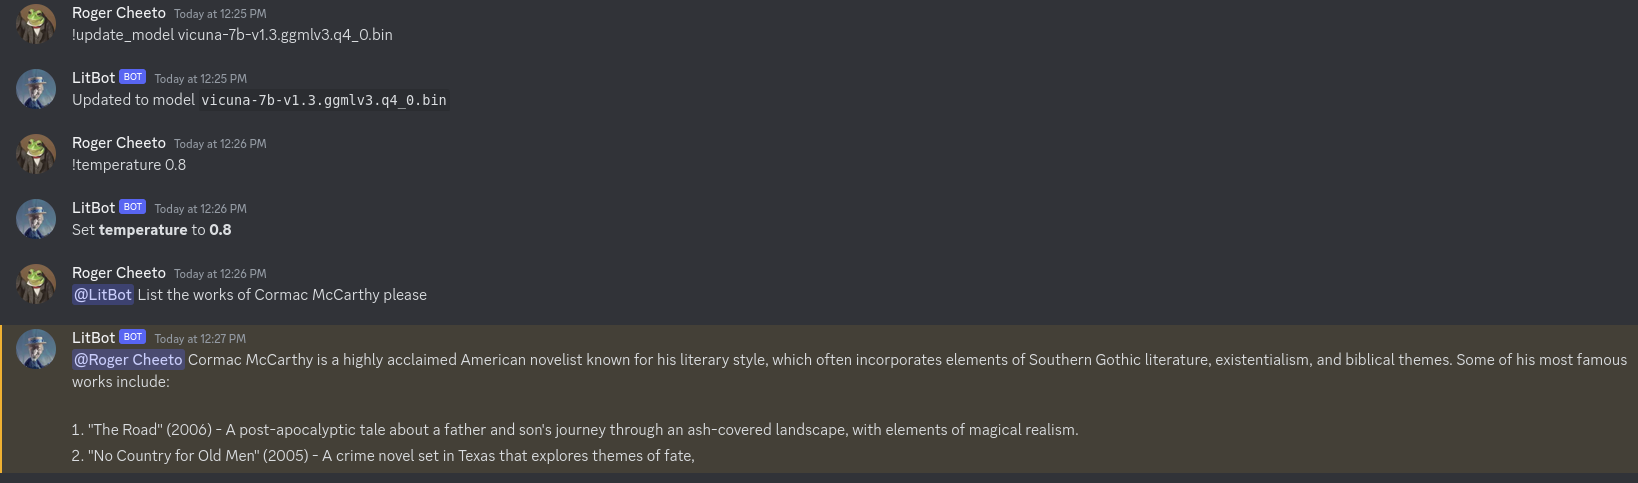 Roger Cheeto Today at 12:25 PM
!update_model vicuna-7b-v1.3.ggmlv3.q4_0.bin
LitBot BOT Today at 12:25 PM
Updated to model vicuna-7b-v1.3.ggmlv3.q4_0.bin
Roger Cheeto Today at 12:26 PM
!temperature 0.8
LitBot BOT Today at 12:26 PM
Set temperature to 0.8
Roger Cheeto Today at 12:26 PM
@LitBot List the works of Cormac McCarthy please
LitBot BOT Today at 12:27 PM
@Roger Cheeto Cormac McCarthy is a highly acclaimed American novelist known for his literary style, which often incorporates elements of Southern Gothic literature, existentialism, and biblical themes. Some of his most famous
works include:
1. "The Road" (2006) - A post-apocalyptic tale about a father and son's journey through an ash-covered landscape, with elements of magical realism.
2. "No Country for Old Men" (2005) - A crime novel set in Texas that explores themes of fate,